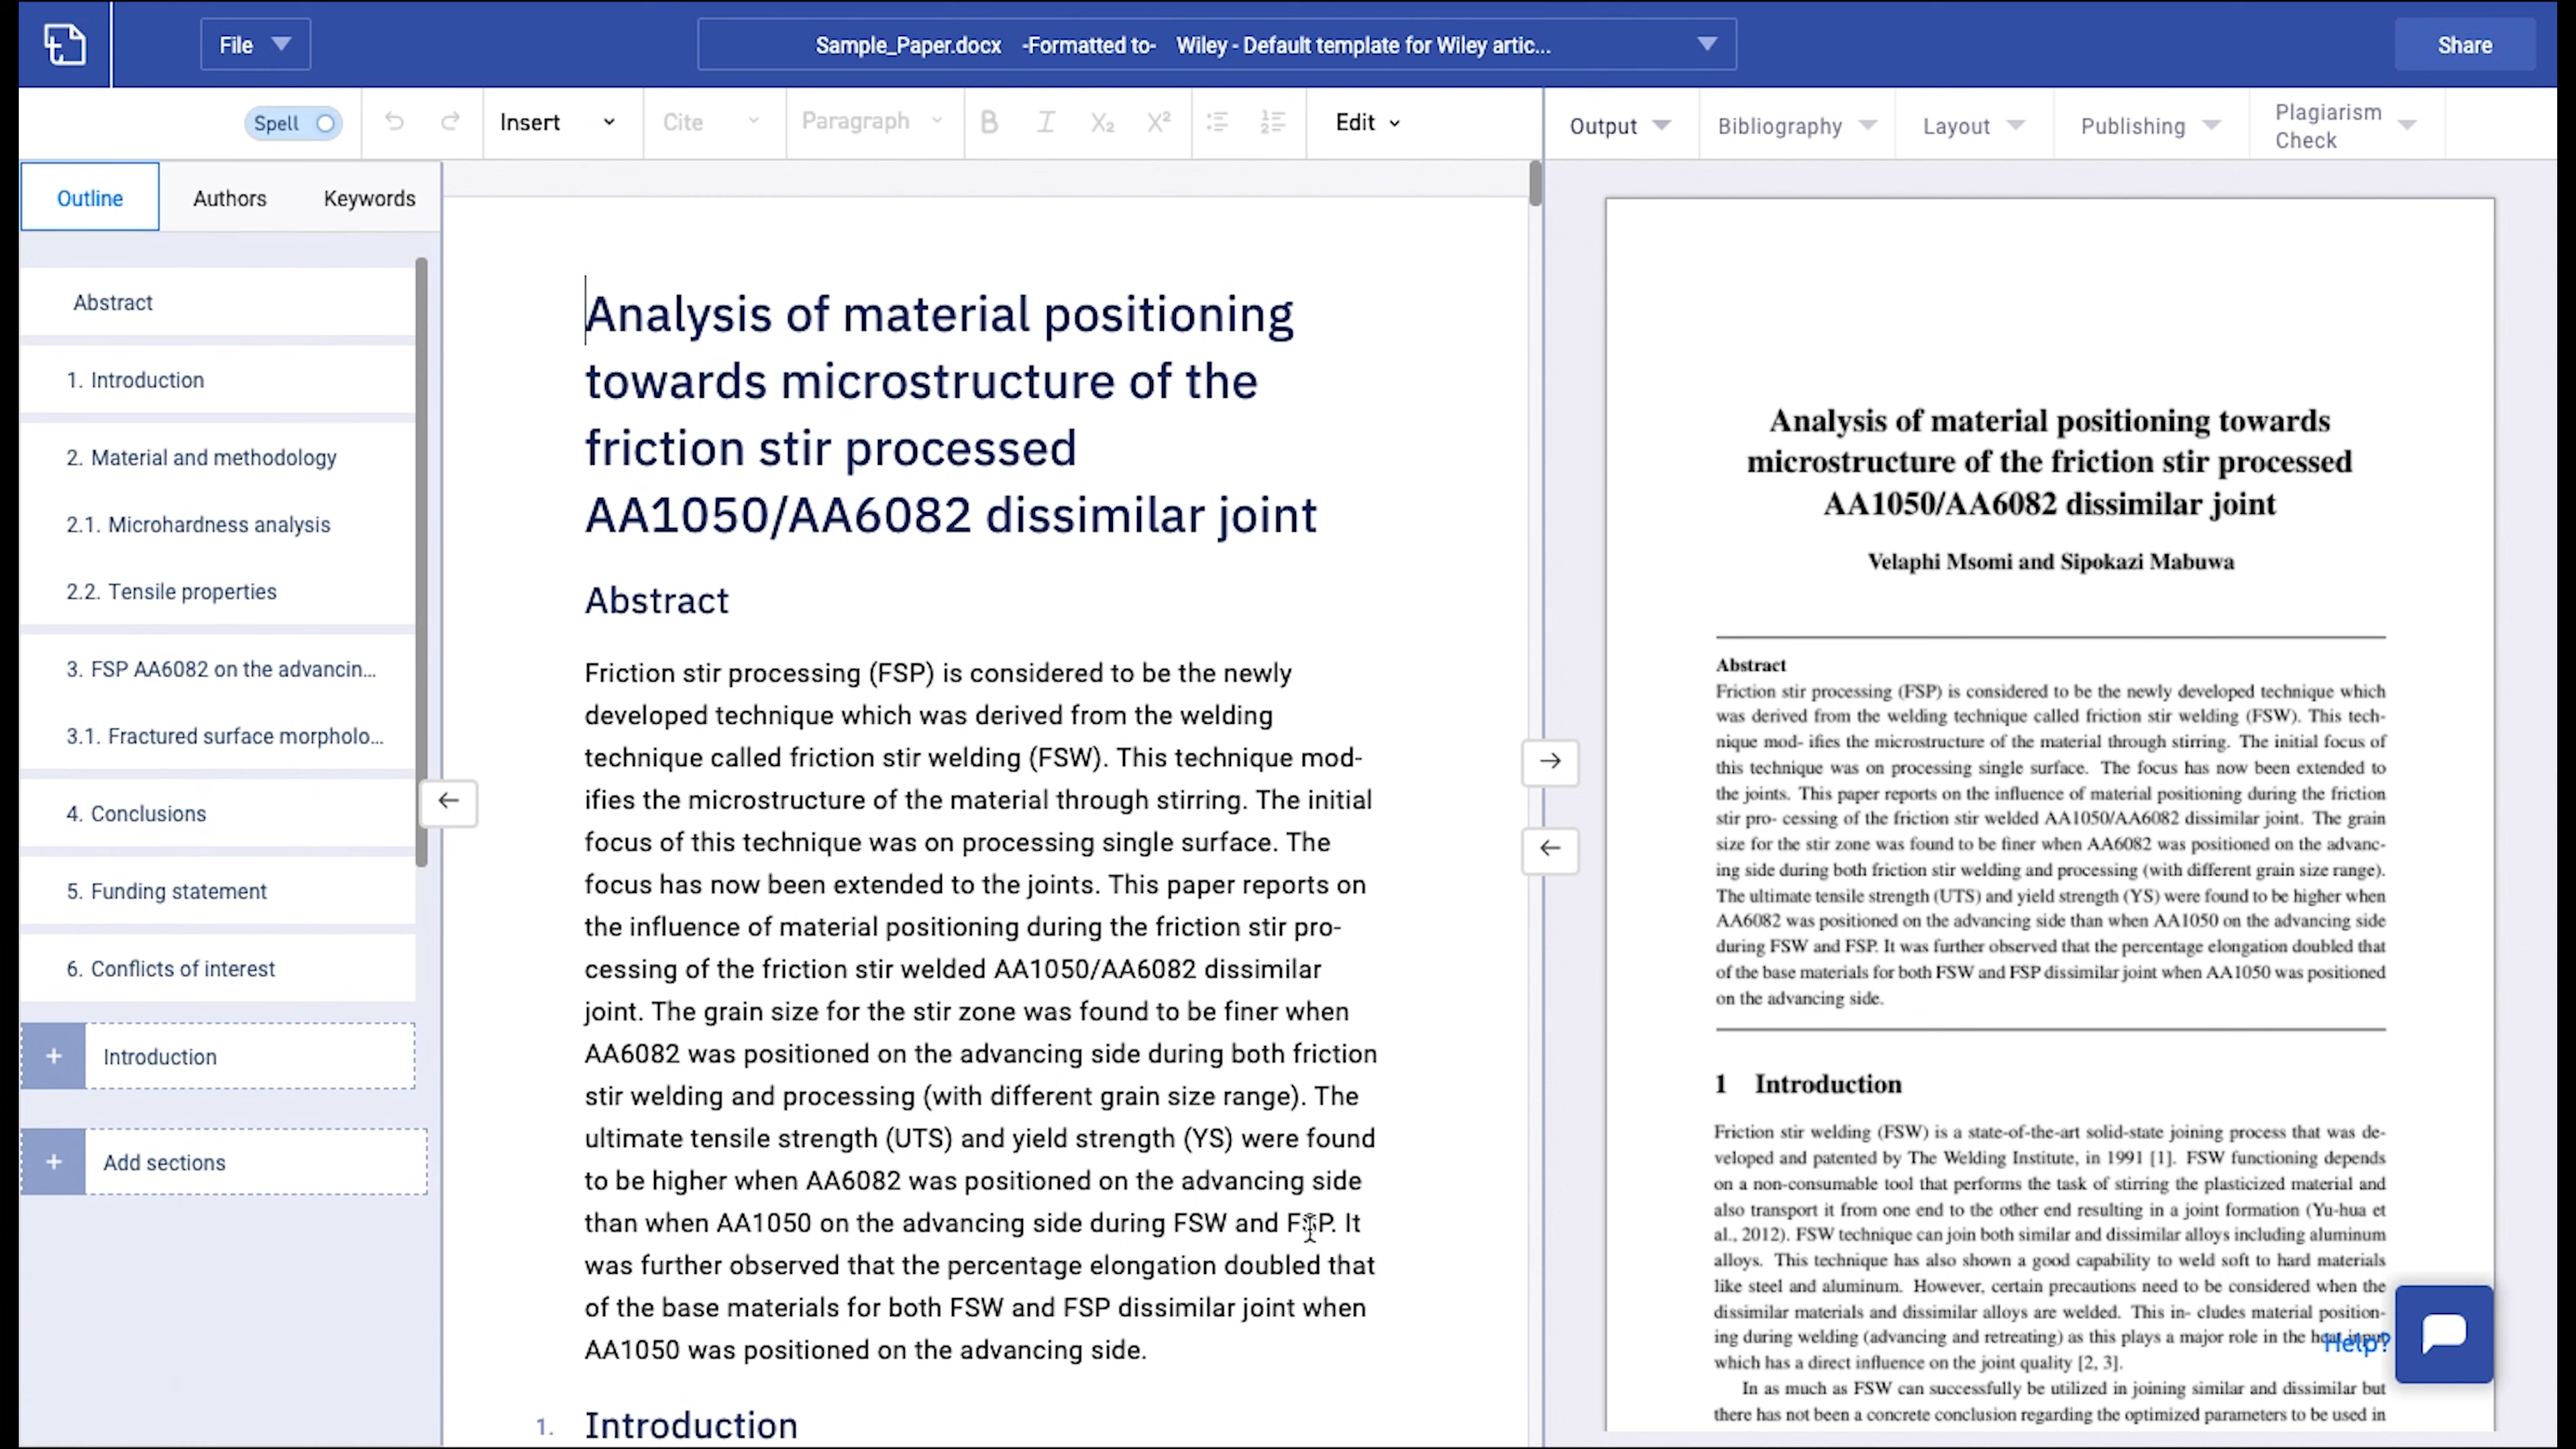 File
Sample_Paper.docx -Formatted to- Wiley - Default template for Wiley artic...
Share
Spell
Insert
Cite
Paragraph
B I X₂ X²
Edit
Output
Bibliography
Layout
Publishing
Plagiarism
Check
Outline
Authors
Keywords
Abstract
1. Introduction
2. Material and methodology
2.1. Microhardness analysis
2.2. Tensile properties
3. FSP AA6082 on the advancin...
3.1. Fractured surface morpholo...
4. Conclusions
5. Funding statement
6. Conflicts of interest
+ Introduction
+ Add sections
Analysis of material positioning
towards microstructure of the
friction stir processed
AA1050/AA6082 dissimilar joint
Abstract
Friction stir processing (FSP) is considered to be the newly
developed technique which was derived from the welding
technique called friction stir welding (FSW). This technique mod-
ifies the microstructure of the material through stirring. The initial
focus of this technique was on processing single surface. The
focus has now been extended to the joints. This paper reports on
the influence of material positioning during the friction stir pro-
cessing of the friction stir welded AA1050/AA6082 dissimilar
joint. The grain size for the stir zone was found to be finer when
AA6082 was positioned on the advancing side during both friction
stir welding and processing (with different grain size range). The
ultimate tensile strength (UTS) and yield strength (YS) were found
to be higher when AA6082 was positioned on the advancing side
than when AA1050 on the advancing side during FSW and FSP. It
was further observed that the percentage elongation doubled that
of the base materials for both FSW and FSP dissimilar joint when
AA1050 was positioned on the advancing side.
1. Introduction
Analysis of material positioning towards
microstructure of the friction stir processed
AA1050/AA6082 dissimilar joint
Velaphi Msomi and Sipokazi Mabuwa
Abstract
Friction stir processing (FSP) is considered to be the newly developed technique which
was derived from the welding technique called friction stir welding (FSW). This tech-
nique mod- ifies the microstructure of the material through stirring. The initial focus of
this technique was on processing single surface. The focus has now been extended to
the joints. This paper reports on the influence of material positioning during the friction
stir pro- cessing of the friction stir welded AA1050/AA6082 dissimilar joint. The grain
size for the stir zone was found to be finer when AA6082 was positioned on the advanc-
ing side during both friction stir welding and processing (with different grain size range).
The ultimate tensile strength (UTS) and yield strength (YS) were found to be higher when
AA6082 was positioned on the advancing side than when AA1050 on the advancing side
during FSW and FSP. It was further observed that the percentage elongation doubled that
of the base materials for both FSW and FSP dissimilar joint when AA1050 was positioned
on the advancing side.
1 Introduction
Friction stir welding (FSW) is a state-of-the-art solid-state joining process that was de-
veloped and patented by The Welding Institute, in 1991 [1]. FSW functioning depends
on a non-consumable tool that performs the task of stirring the plasticized material and
also transport it from one end to the other end resulting in a joint formation (Yu-hua et
al., 2012). FSW technique can join both similar and dissimilar alloys including aluminum
alloys. This technique has also shown a good capability to weld soft to hard materials
like steel and aluminum. However, certain precautions need to be considered when the
dissimilar materials and dissimilar alloys are welded. This in- cludes material position-
ing during welding (advancing and retreating) as this plays a major role in the heat input
which has a direct influence on the joint quality [2, 3].
In as much as FSW can successfully be utilized in joining similar and dissimilar but
there has not been a concrete conclusion regarding the optimized parameters to be used in
Help?